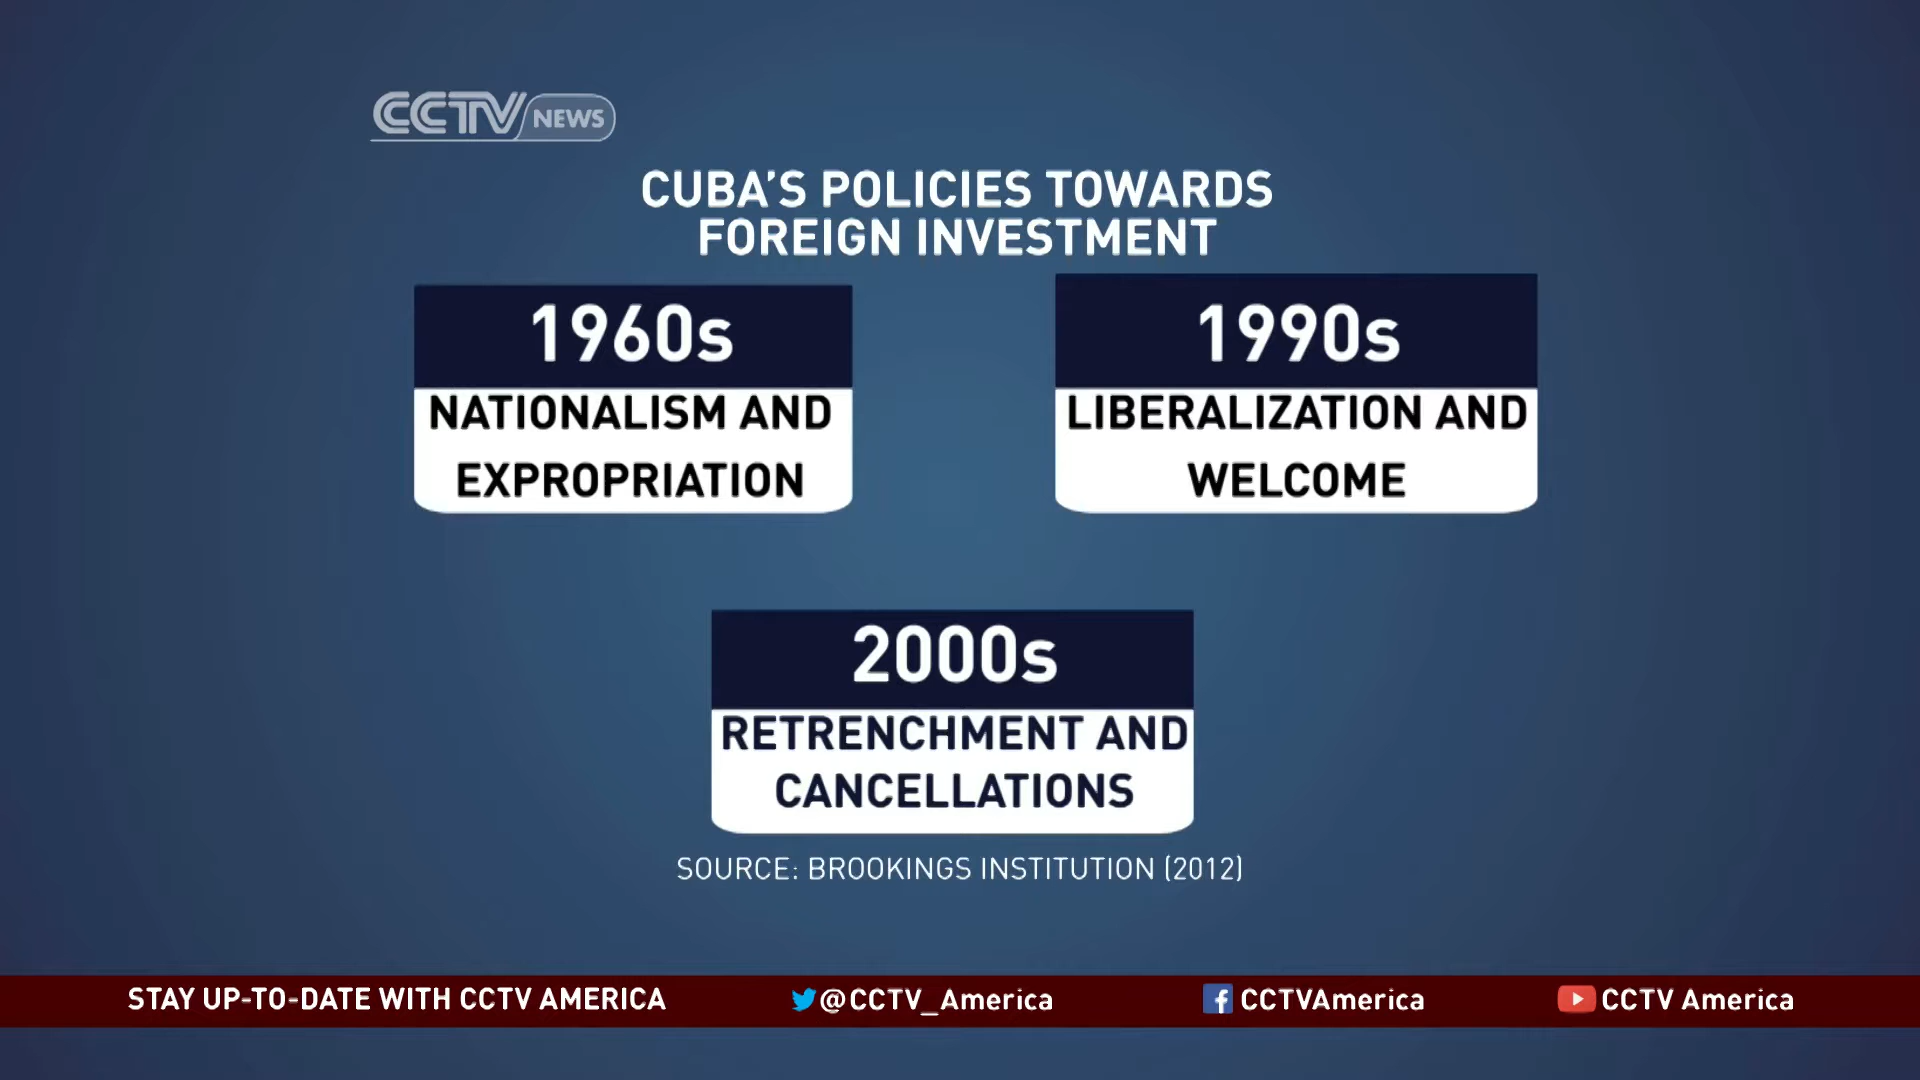 CCTV NEWS
CUBA'S POLICIES TOWARDS
FOREIGN INVESTMENT
1960s
NATIONALISM AND
EXPROPRIATION
1990s
LIBERALIZATION AND
WELCOME
2000s
RETRENCHMENT AND
CANCELLATIONS
SOURCE: BROOKINGS INSTITUTION (2012)
STAY UP-TO-DATE WITH CCTV AMERICA @CCTV_America CCTVAmerica CCTV America